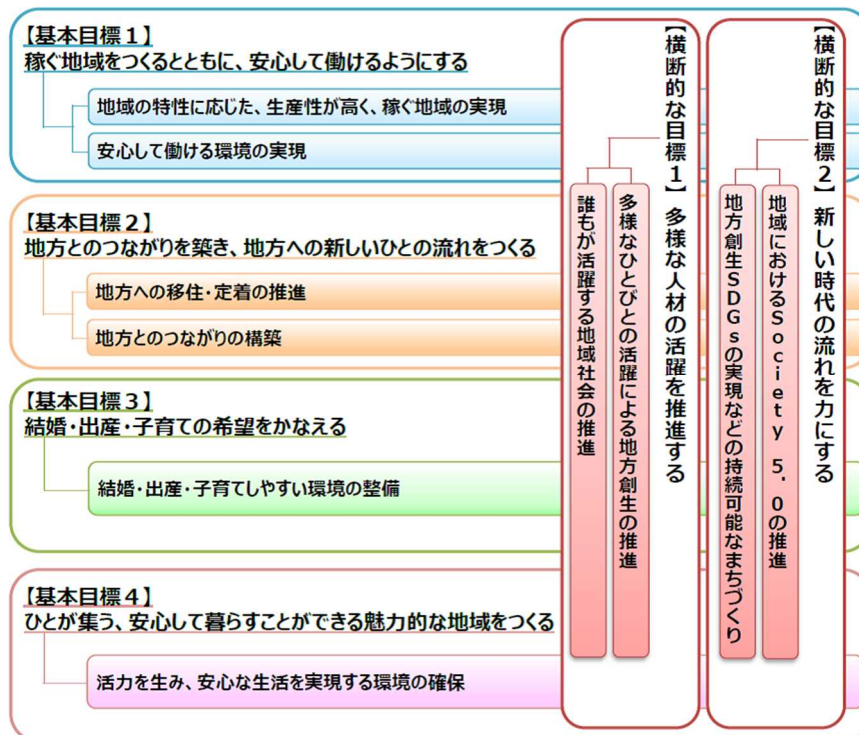 【基本目標１】
稼ぐ地域をつくるとともに、安心して働けるようにする
地域の特性に応じた、生産性が高く、稼ぐ地域の実現
安心して働ける環境の実現
【基本目標２】
地方とのつながりを築き、地方への新しいひとの流れをつくる
地方への移住・定着の推進
地方とのつながりの構築
【基本目標３】
結婚・出産・子育ての希望をかなえる
結婚・出産・子育てしやすい環境の整備
【基本目標４】
ひとが集う、安心して暮らすことができる魅力的な地域をつくる
活力を生み、安心な生活を実現する環境の確保
【横断的な目標１】多様な人材の活躍を推進する
多様なひとびとの活躍による地方創生の推進
誰もが活躍する地域社会の推進
【横断的な目標２】新しい時代の流れを力にする
地域におけるＳｏｃｉｅｔｙ　５．０の推進
地方創生ＳＤＧｓの実現などの持続可能なまちづくり